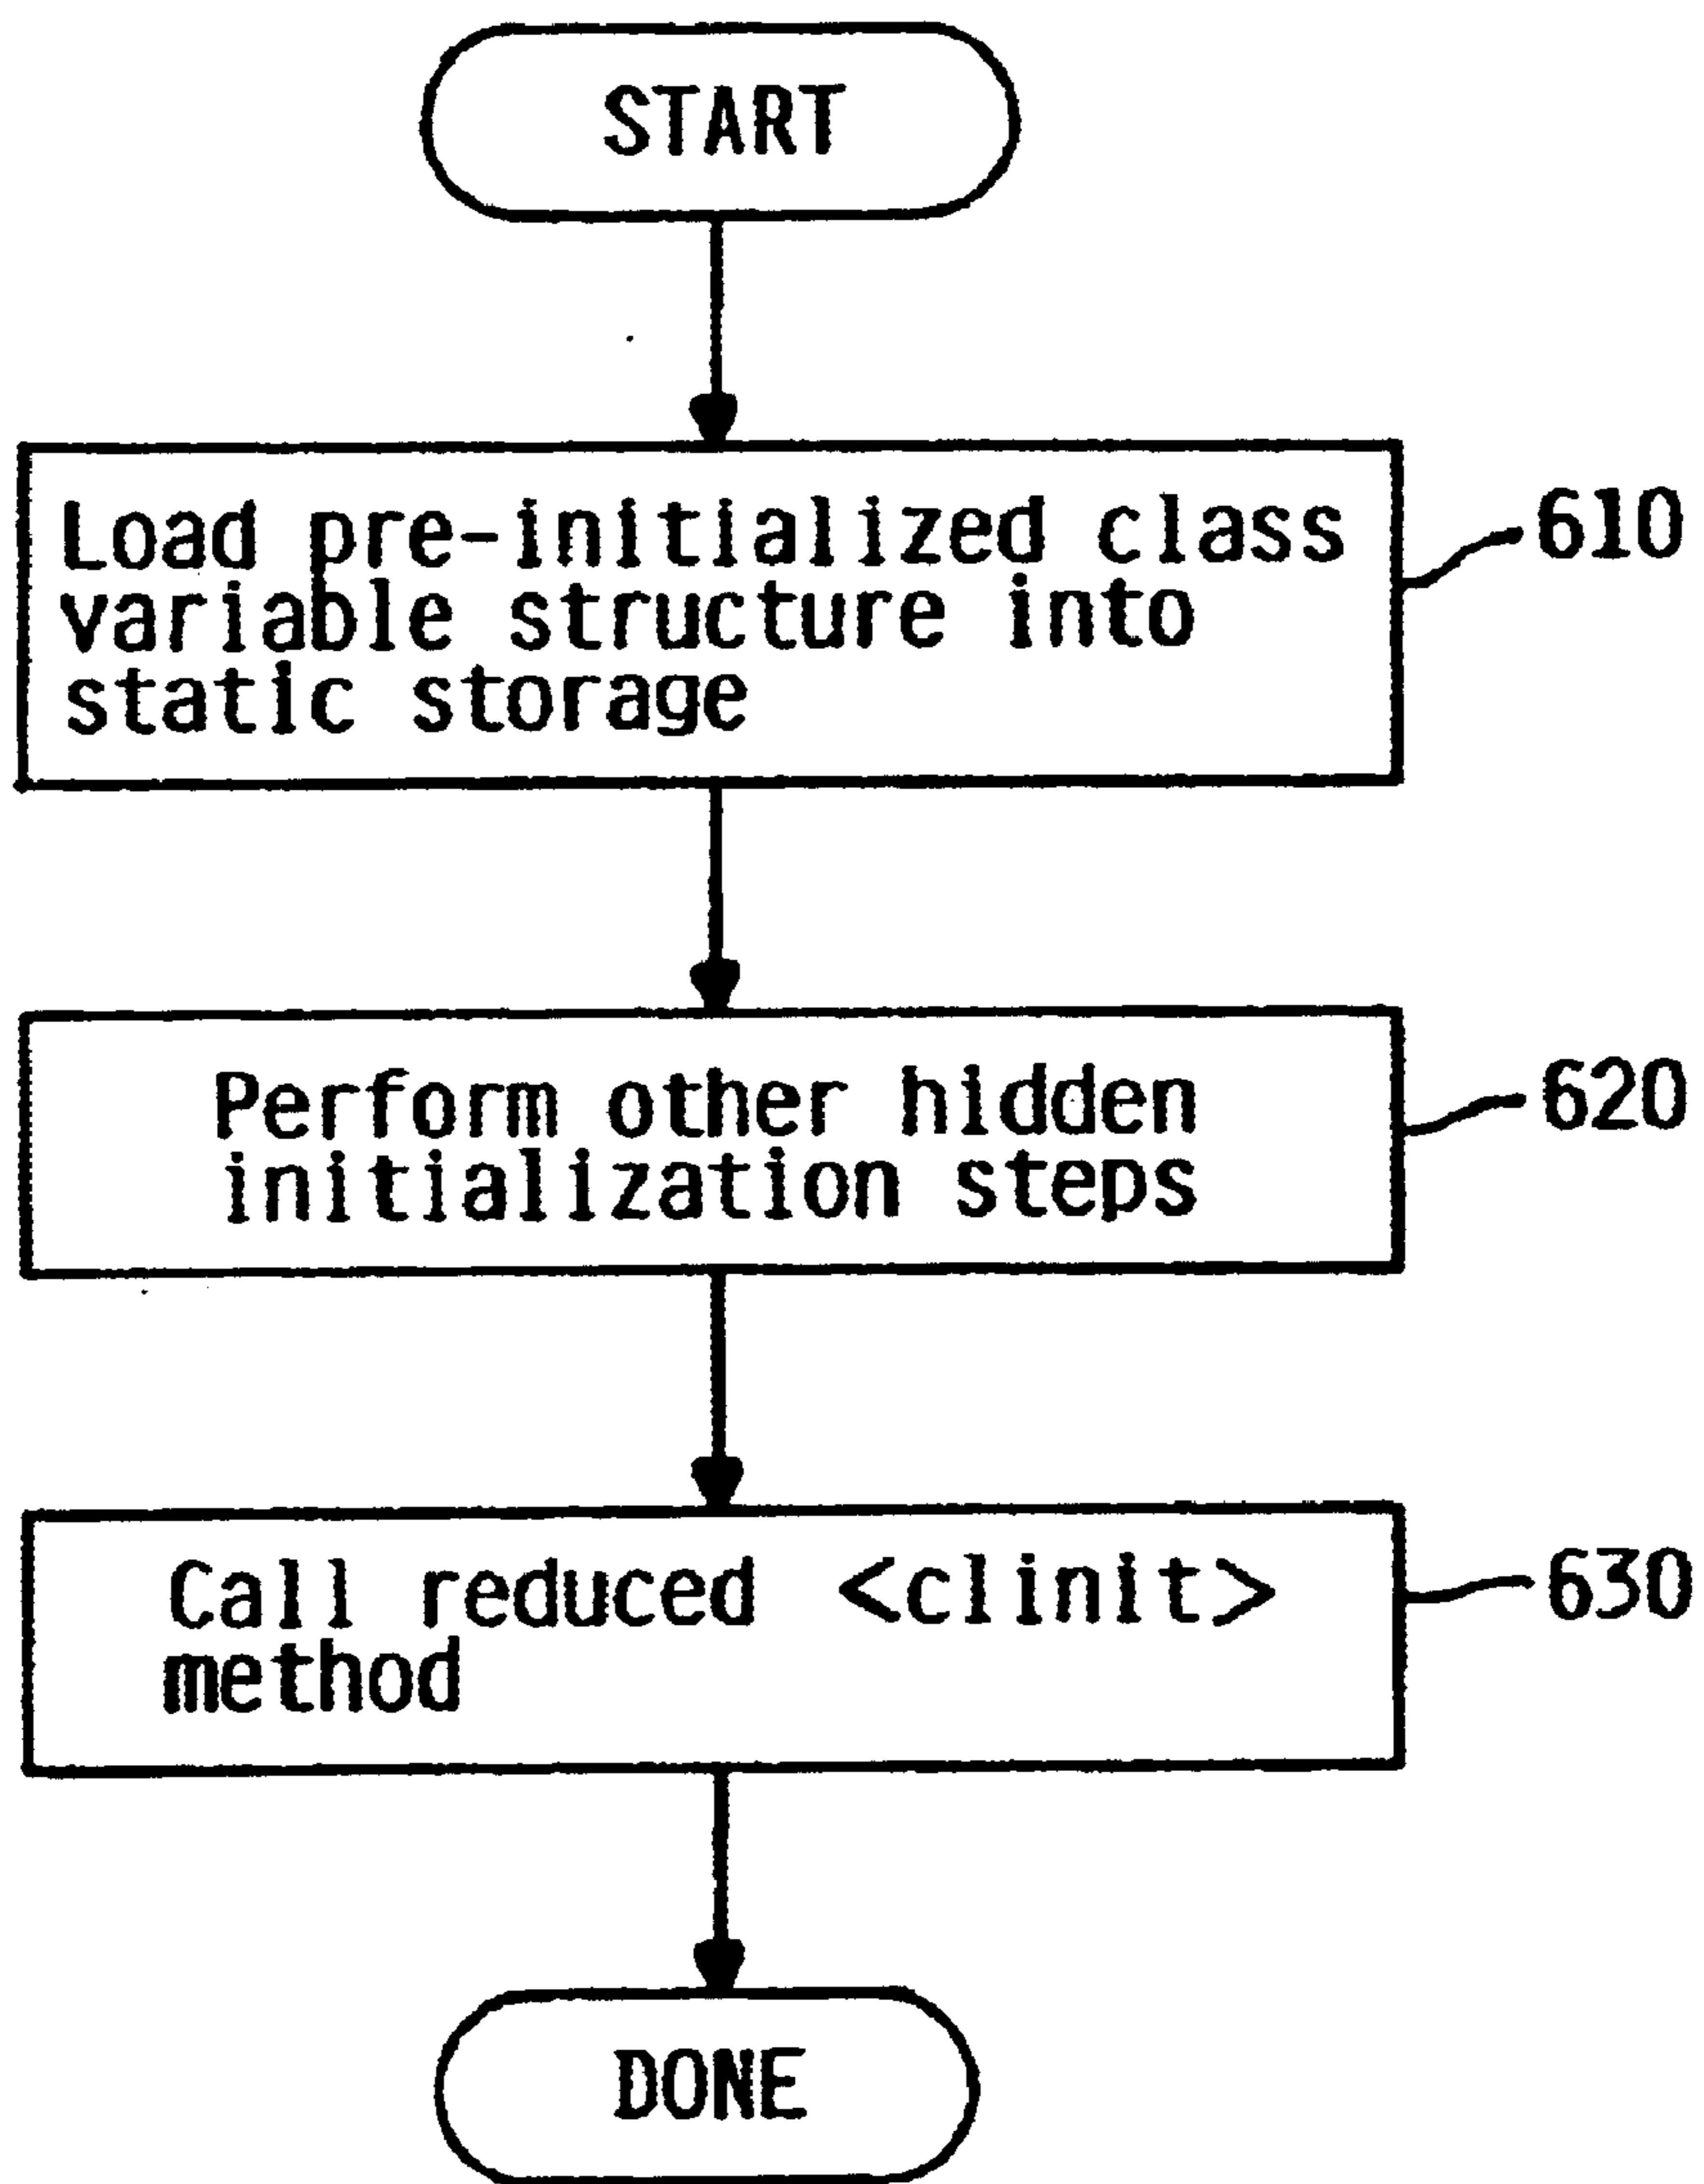 START
Load pre-initialized class
variable structure into
static storage
610
Perform other hidden
initialization steps
620
Call reduced <clinit>
method
630
DONE